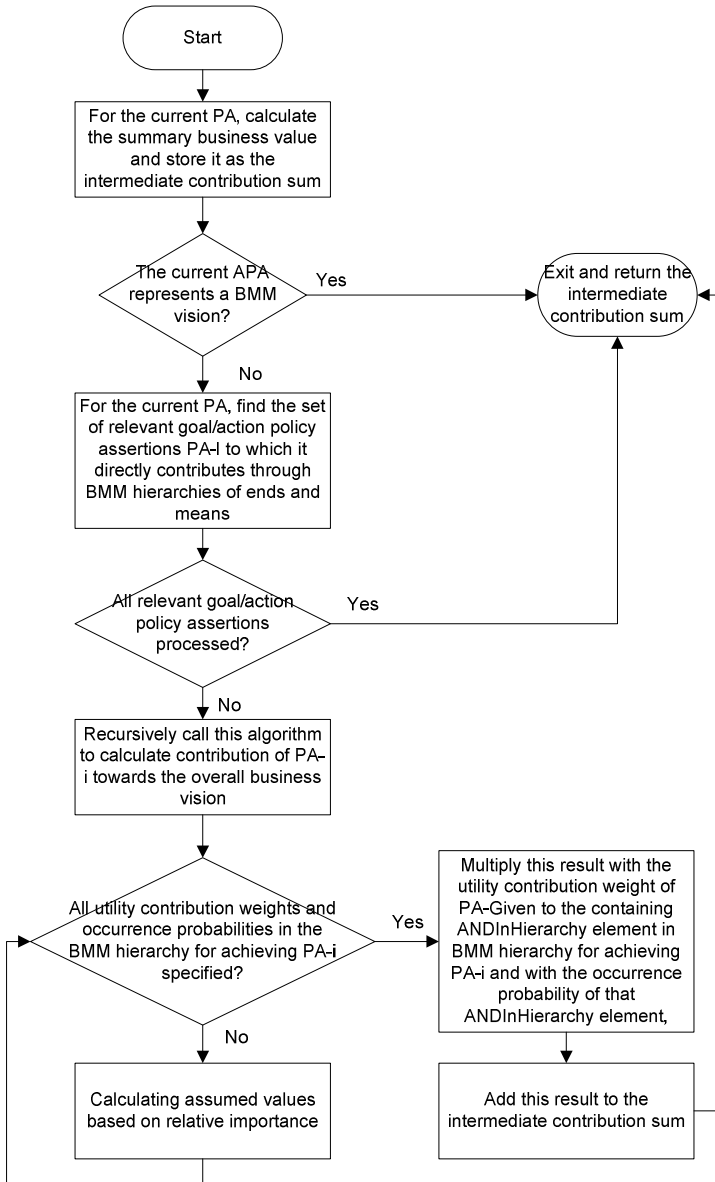 Start
For the current PA, calculate
the summary business value
and store it as the
intermediate contribution sum
The current APA
represents a BMM
vision?
Yes
Exit and return the
intermediate
contribution sum
No
For the current PA, find the set
of relevant goal/action policy
assertions PA-I to which it
directly contributes through
BMM hierarchies of ends and
means
All relevant goal/action
policy assertions
processed?
Yes
No
Recursively call this algorithm
to calculate contribution of PA-
i towards the overall business
vision
All utility contribution weights and
occurrence probabilities in the
BMM hierarchy for achieving PA-i
specified?
Yes
Multiply this result with the
utility contribution weight of
PA-Given to the containing
ANDInHierarchy element in
BMM hierarchy for achieving
PA-i and with the occurrence
probability of that
ANDInHierarchy element,
No
Calculating assumed values
based on relative importance
Add this result to the
intermediate contribution sum